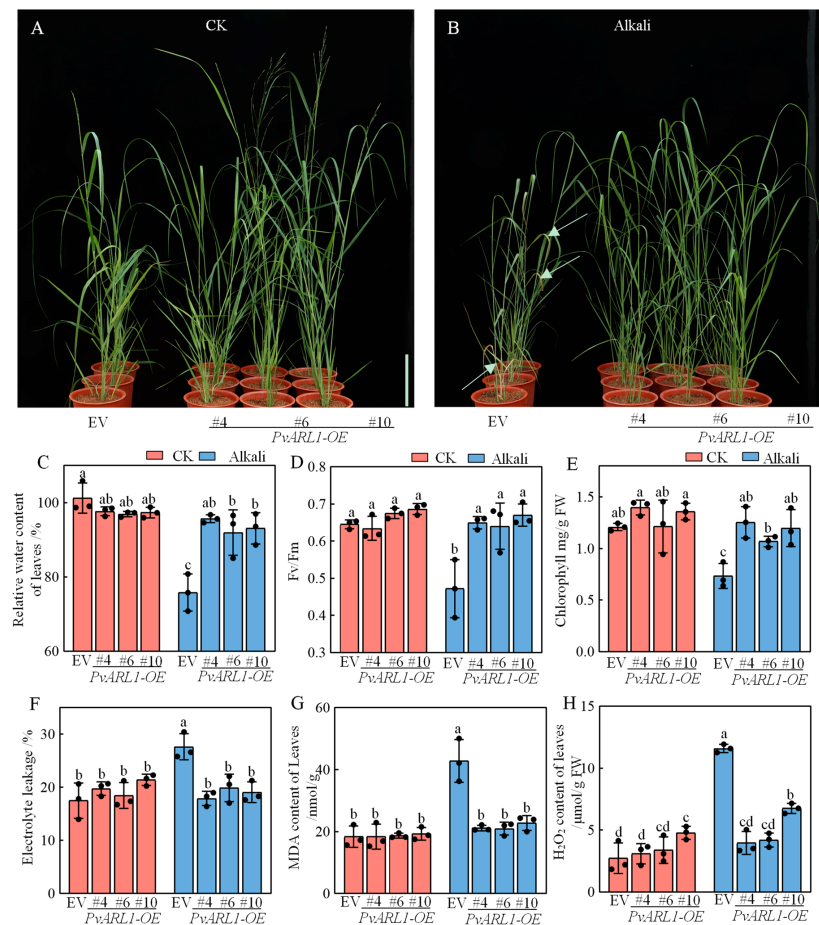 A
CK
B
Alkali
EV
#4
#6
#10
PvARL1-OE
EV
#4
#6
#10
PvARL1-OE
C
CK
Alkali
Relative water content
of leaves /%
100
80
60
a
ab
ab
ab
c
ab
b
b
EV
#4
#6
#10
EV
#4
#6
#10
PvARL1-OE
PvARL1-OE
D
CK
Alkali
Fv/Fm
0.8
0.7
0.6
0.5
0.4
0.3
a
a
a
a
b
a
a
a
EV
#4
#6
#10
EV
#4
#6
#10
PvARL1-OE
PvARL1-OE
E
CK
Alkali
Chlorophyll mg/g FW
1.5
1.0
0.5
0.0
ab
a
ab
a
c
ab
b
ab
EV
#4
#6
#10
EV
#4
#6
#10
PvARL1-OE
PvARL1-OE
F
Electrolyte leakage /%
30
20
10
0
b
b
b
b
a
b
b
b
EV
#4
#6
#10
EV
#4
#6
#10
PvARL1-OE
PvARL1-OE
G
MDA content of Leaves
/nmol/g
60
40
20
0
b
b
b
b
a
b
b
b
EV
#4
#6
#10
EV
#4
#6
#10
PvARL1-OE
PvARL1-OE
H
H₂O₂ content of leaves
/μmol/g FW
15
10
5
0
d
d
cd
c
a
cd
cd
b
EV
#4
#6
#10
EV
#4
#6
#10
PvARL1-OE
PvARL1-OE